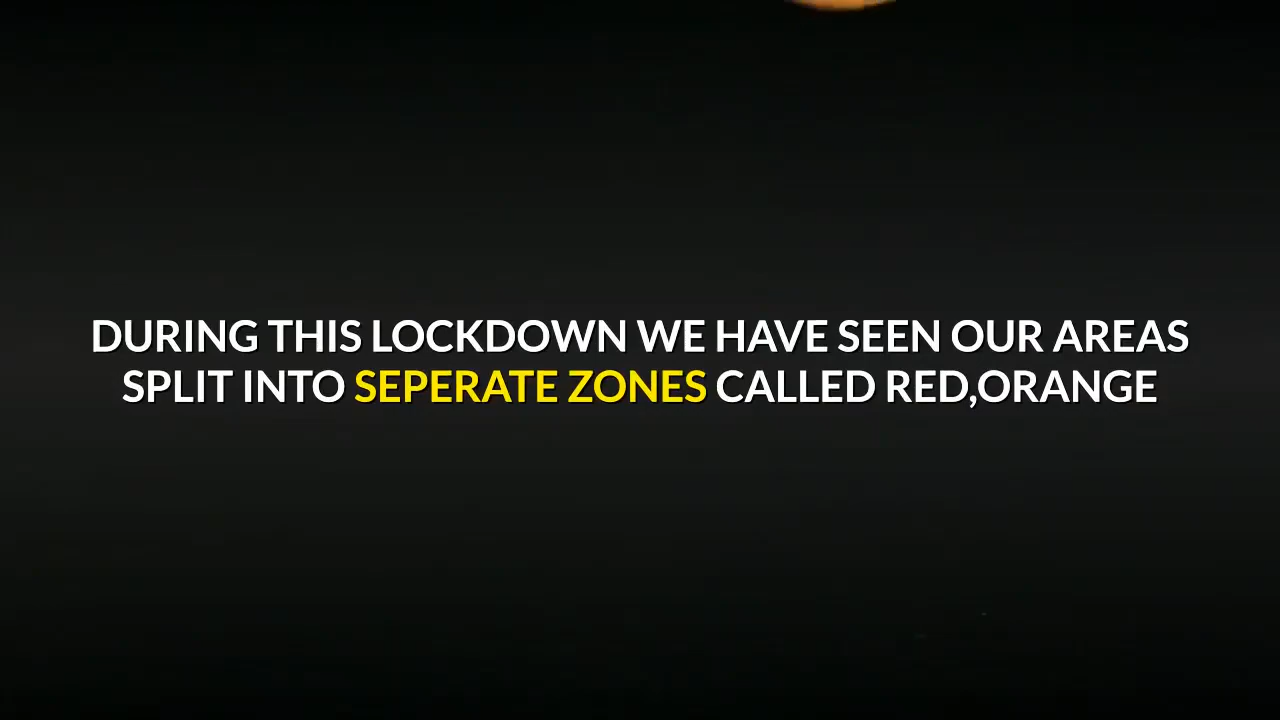 DURING THIS LOCKDOWN WE HAVE SEEN OUR AREAS
SPLIT INTO SEPERATE ZONES CALLED RED,ORANGE